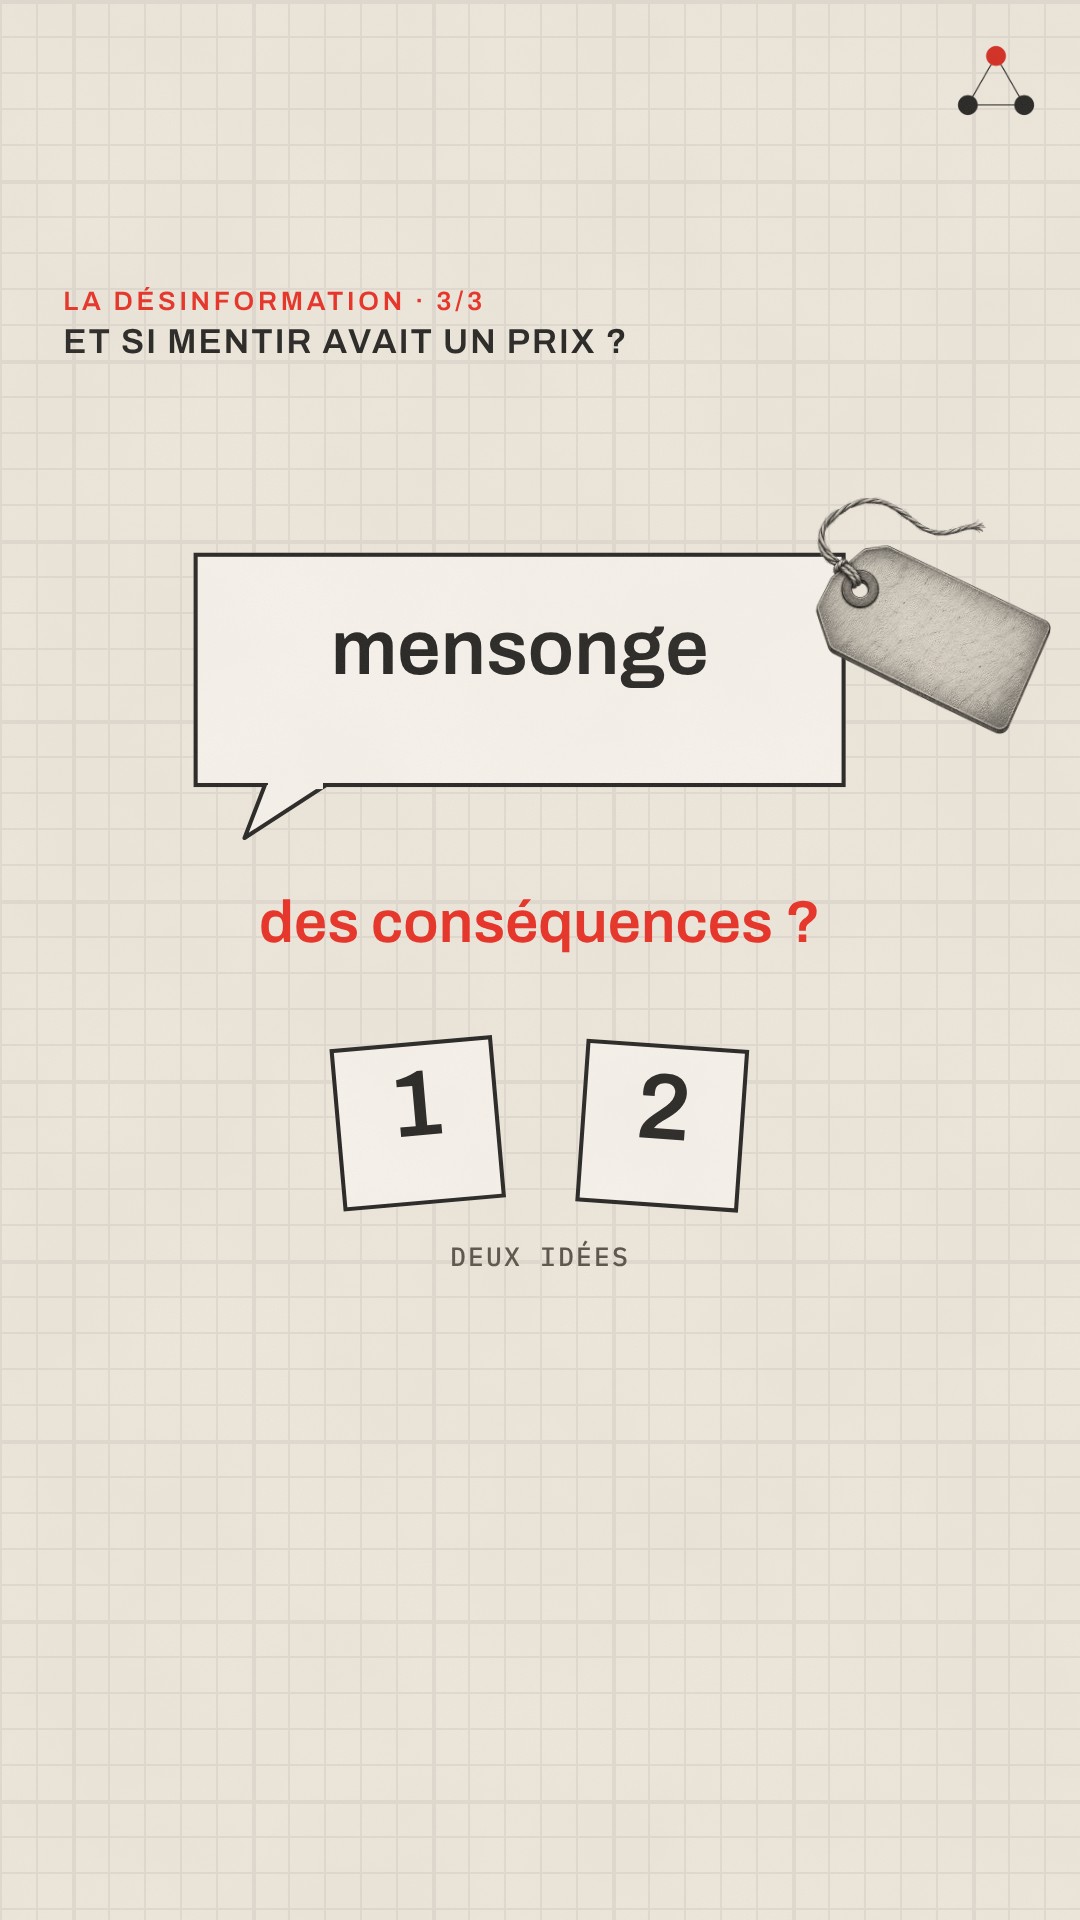 LA DÉSINFORMATION · 3/3
ET SI MENTIR AVAIT UN PRIX ?
mensonge
des conséquences ?
1 2
DEUX IDÉES